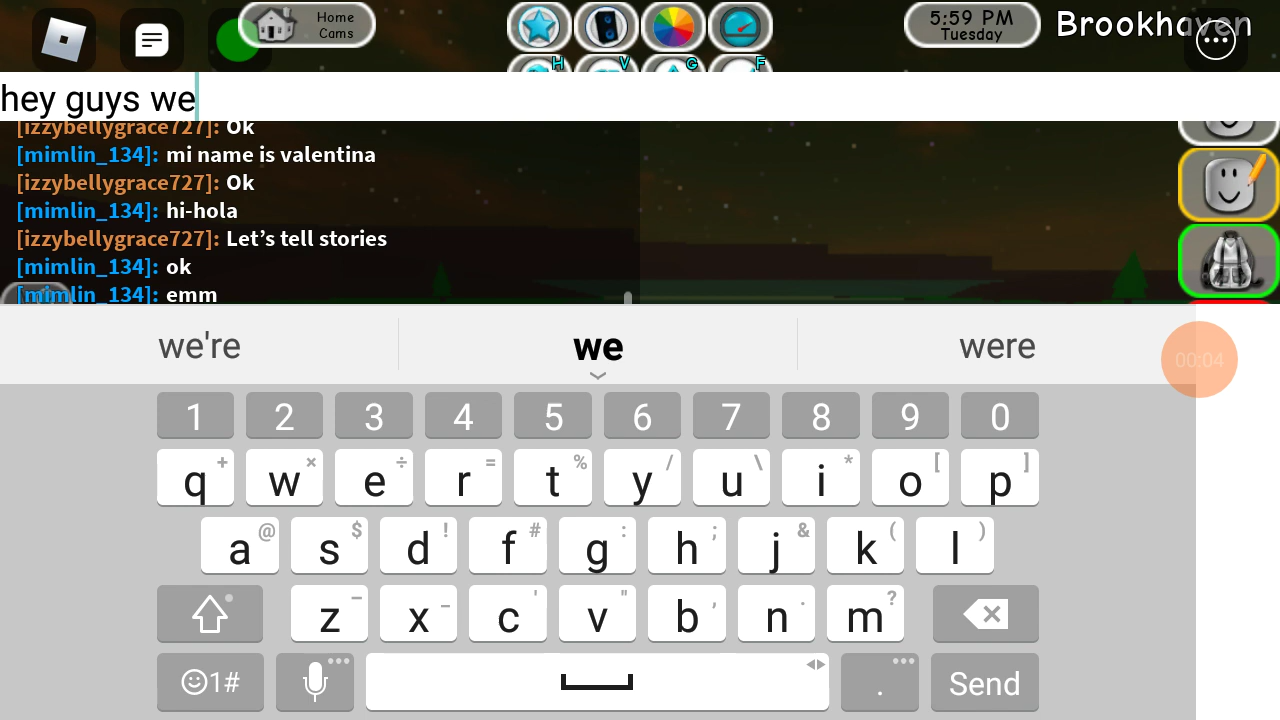 Home
Cams
5:59 PM
Tuesday
Brookhaven
H V G F
hey guys we
[izzybellygrace727]: Ok
[mimlin_134]: mi name is valentina
[izzybellygrace727]: Ok
[mimlin_134]: hi-hola
[izzybellygrace727]: Let's tell stories
[mimlin_134]: ok
[mimlin_134]: emm
we're we were
00:04
1 2 3 4 5 6 7 8 9 0
q + w × e ÷ r = t % y / u \ i * o [ p ]
a @ s $ d ! f # g : h ; j & k ( l )
z – x _ c ' v " b , n . m ?
1# . Send